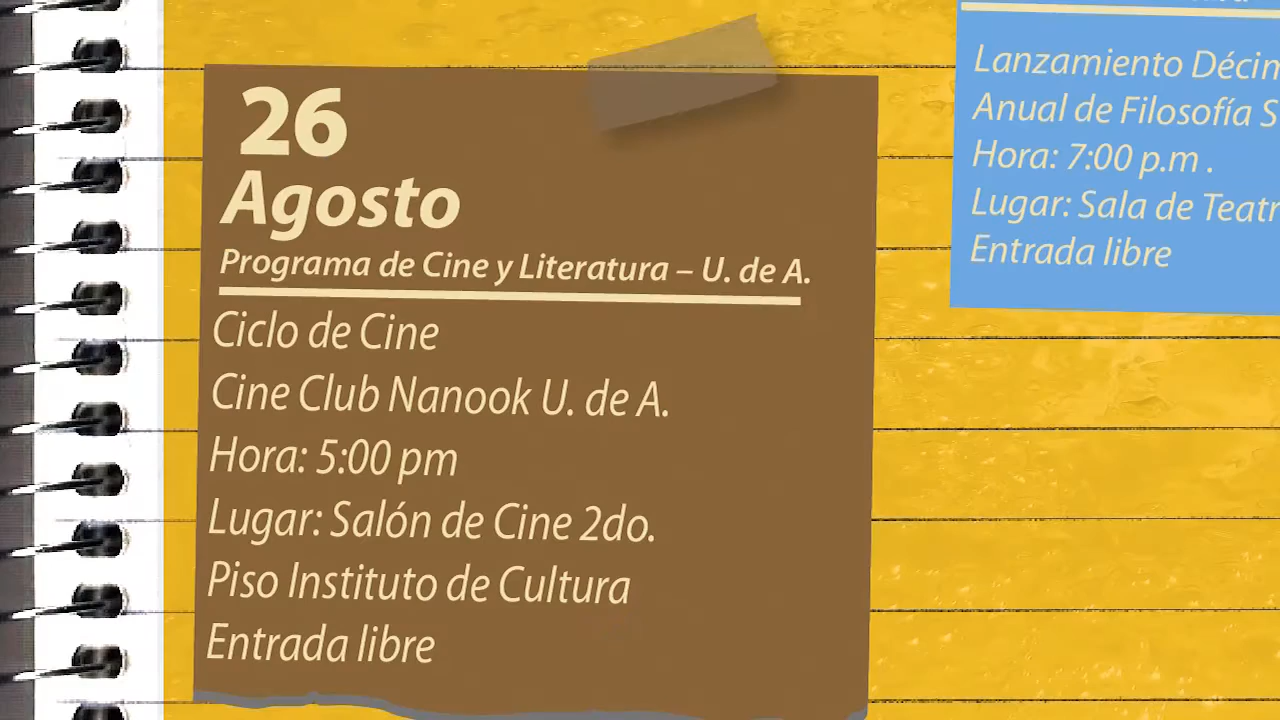 26
Agosto
Programa de Cine y Literatura – U. de A.
Ciclo de Cine
Cine Club Nanook U. de A.
Hora: 5:00 pm
Lugar: Salón de Cine 2do.
Piso Instituto de Cultura
Entrada libre
Lanzamiento
Anual de Filosofía
Hora: 7:00 p.m .
Lugar: Sala de
Entrada libre